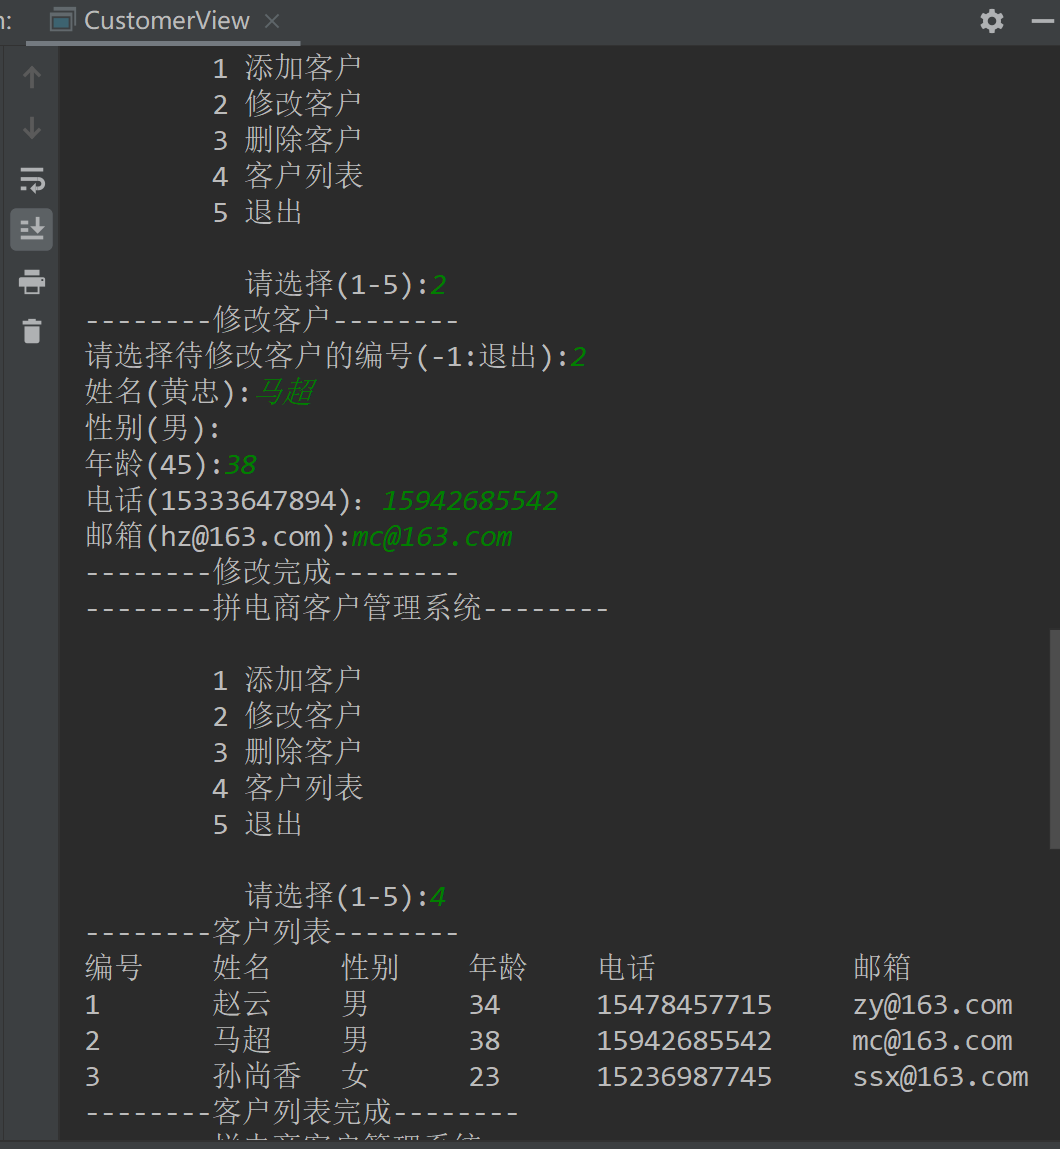 CustomerView
1 添加客户
2 修改客户
3 删除客户
4 客户列表
5 退出
请选择(1-5):2
--------修改客户--------
请选择待修改客户的编号(-1:退出):2
姓名(黄忠):马超
性别(男):
年龄(45):38
电话(15333647894): 15942685542
邮箱(hz@163.com):mc@163.com
--------修改完成--------
--------拼电商客户管理系统--------
1 添加客户
2 修改客户
3 删除客户
4 客户列表
5 退出
请选择(1-5):4
--------客户列表--------
编号 姓名 性别 年龄 电话 邮箱
1 赵云 男 34 15478457715 zy@163.com
2 马超 男 38 15942685542 mc@163.com
3 孙尚香 女 23 15236987745 ssx@163.com
--------客户列表完成--------